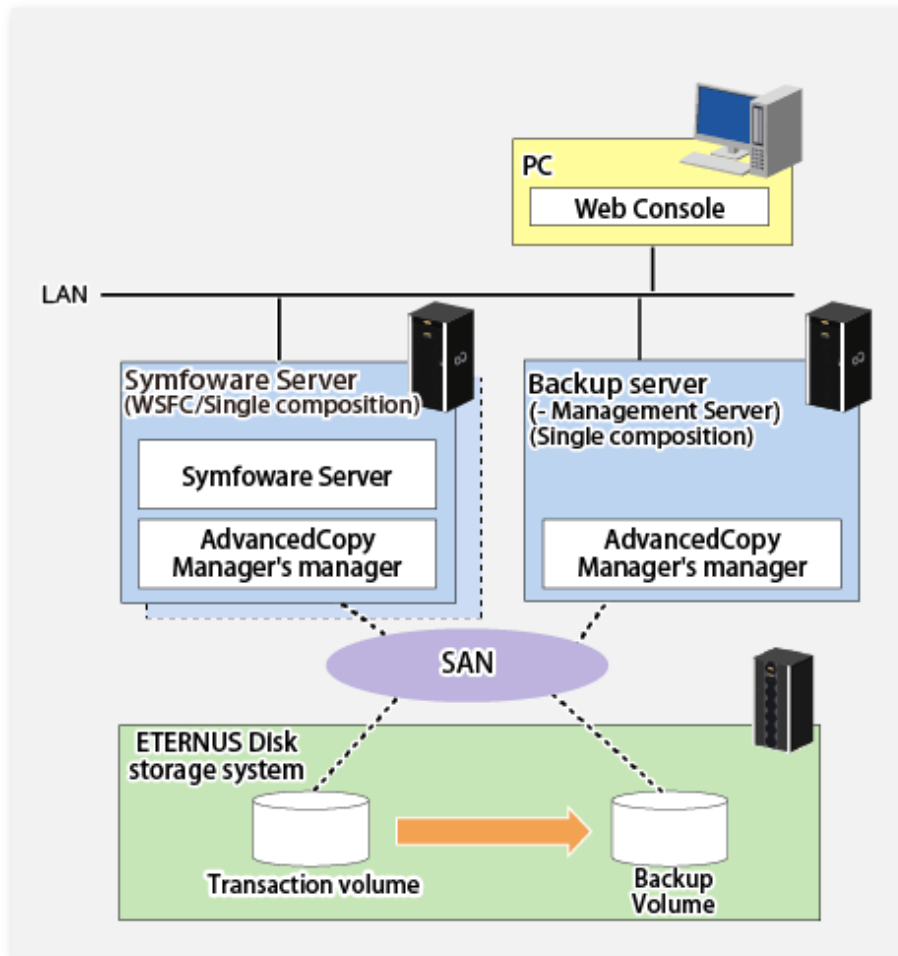 PC
Web Console
LAN
Symfoware Server
(WSFC/Single composition)
Symfoware Server
AdvancedCopy
Manager's manager
Backup server
(- Management Server)
(Single composition)
AdvancedCopy
Manager's manager
SAN
ETERNUS DIsk
storage system
Transaction volume
Backup
Volume